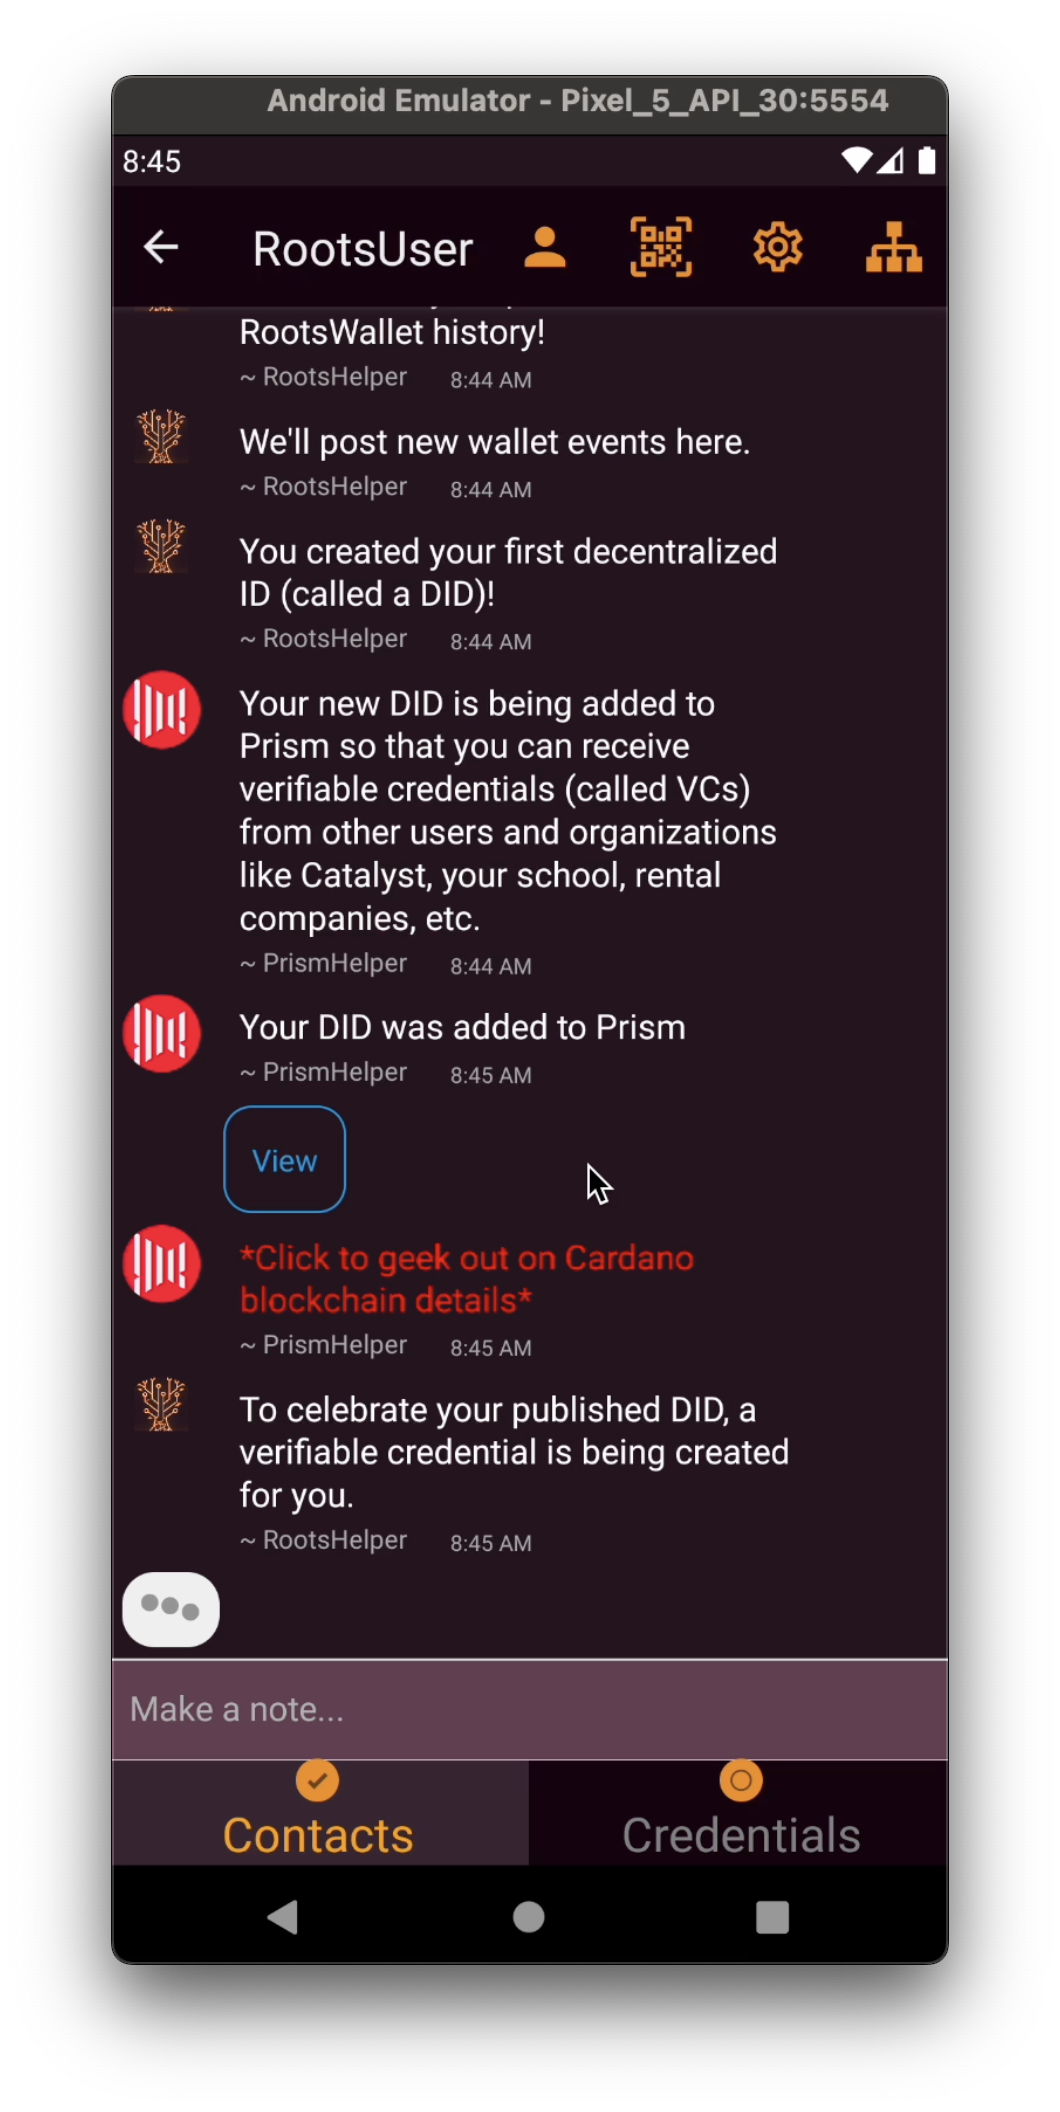 Android Emulator - Pixel_5_API_30:5554
8:45
RootsUser
RootsWallet history!
~ RootsHelper 8:44 AM
We'll post new wallet events here.
~ RootsHelper 8:44 AM
You created your first decentralized
ID (called a DID)!
~ RootsHelper 8:44 AM
Your new DID is being added to
Prism so that you can receive
verifiable credentials (called VCs)
from other users and organizations
like Catalyst, your school, rental
companies, etc.
~ PrismHelper 8:44 AM
Your DID was added to Prism
~ PrismHelper 8:45 AM
View
*Click to geek out on Cardano
blockchain details*
~ PrismHelper 8:45 AM
To celebrate your published DID, a
verifiable credential is being created
for you.
~ RootsHelper 8:45 AM
Make a note...
Contacts
Credentials